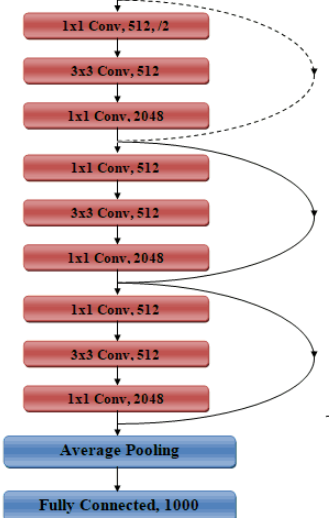 1x1 Conv, 512, /2
3x3 Conv, 512
1x1 Conv, 2048
1x1 Conv, 512
3x3 Conv, 512
1x1 Conv, 2048
1x1 Conv, 512
3x3 Conv, 512
1x1 Conv, 2048
Average Pooling
Fully Connected, 1000